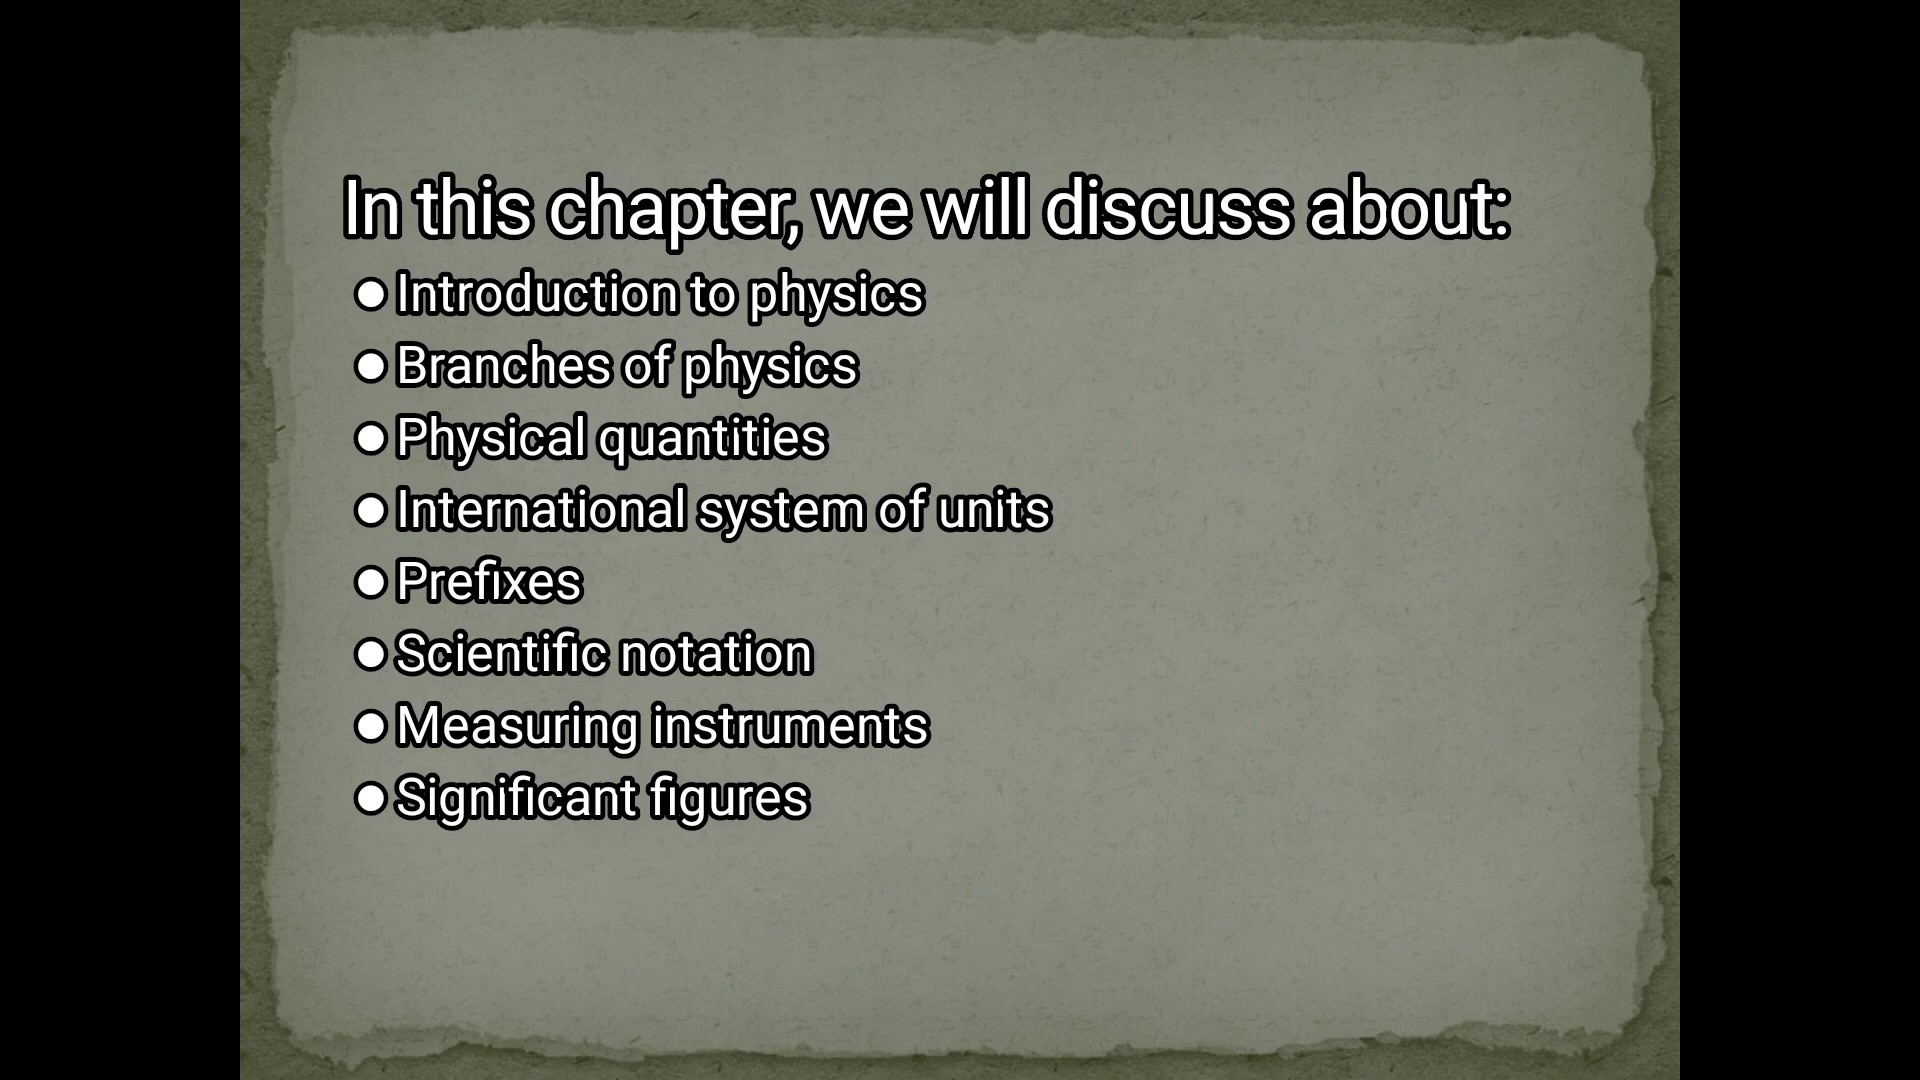 In this chapter, we will discuss about:
● Introduction to physics
● Branches of physics
● Physical quantities
● International system of units
● Prefixes
● Scientific notation
● Measuring instruments
● Significant figures